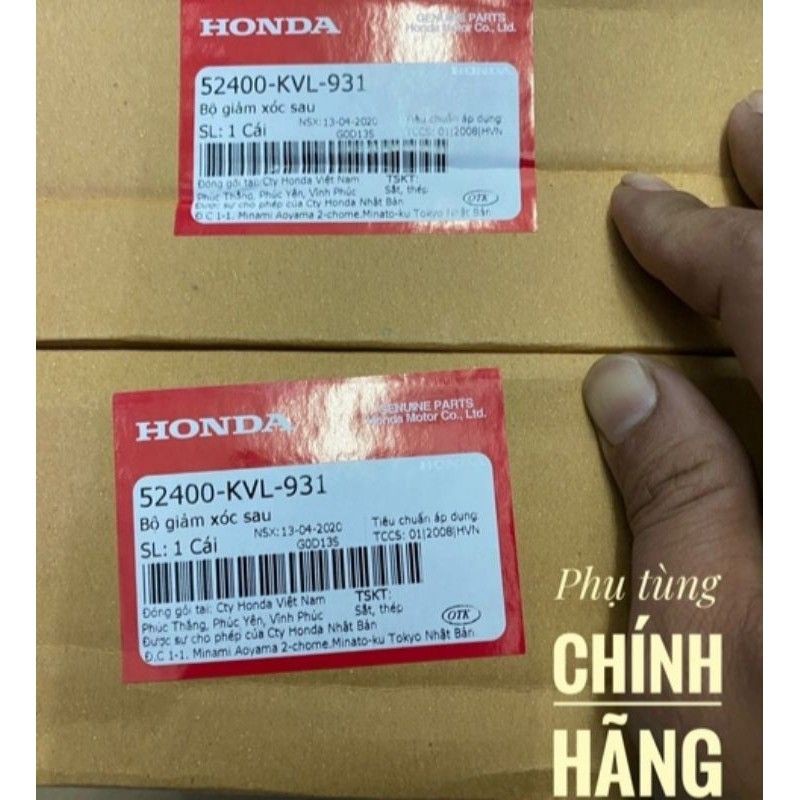 HONDA
GENUINE PARTS
Honda Motor Co., Ltd.
HONDA
52400-KVL-931
Bộ giảm xóc sau
NSX: 13-04-2020
Tiêu chuẩn áp dụng
SL: 1 Cái
G0D13S
TCCS: 01|2008|HVN
Đóng gói tại: Cty Honda Việt Nam
TSKT:
Phúc Thắng, Phúc Yên, Vĩnh Phúc
Sắt, thép
Được sự cho phép của Cty Honda Nhật Bản
OTK
Đ.C 1-1. Minami Aoyama 2-chome.Minato-ku Tokyo Nhật Bản
HONDA
GENUINE PARTS
Honda Motor Co., Ltd.
HONDA
52400-KVL-931
Bộ giảm xóc sau
NSX: 13-04-2020
Tiêu chuẩn áp dụng
SL: 1 Cái
G0D13S
TCCS: 01|2008|HVN
Đóng gói tại: Cty Honda Việt Nam
TSKT:
Phúc Thắng, Phúc Yên, Vĩnh Phúc
Sắt, thép
Được sự cho phép của Cty Honda Nhật Bản
OTK
Đ.C 1-1. Minami Aoyama 2-chome.Minato-ku Tokyo Nhật Bản
Phụ tùng
CHÍNH
HÃNG